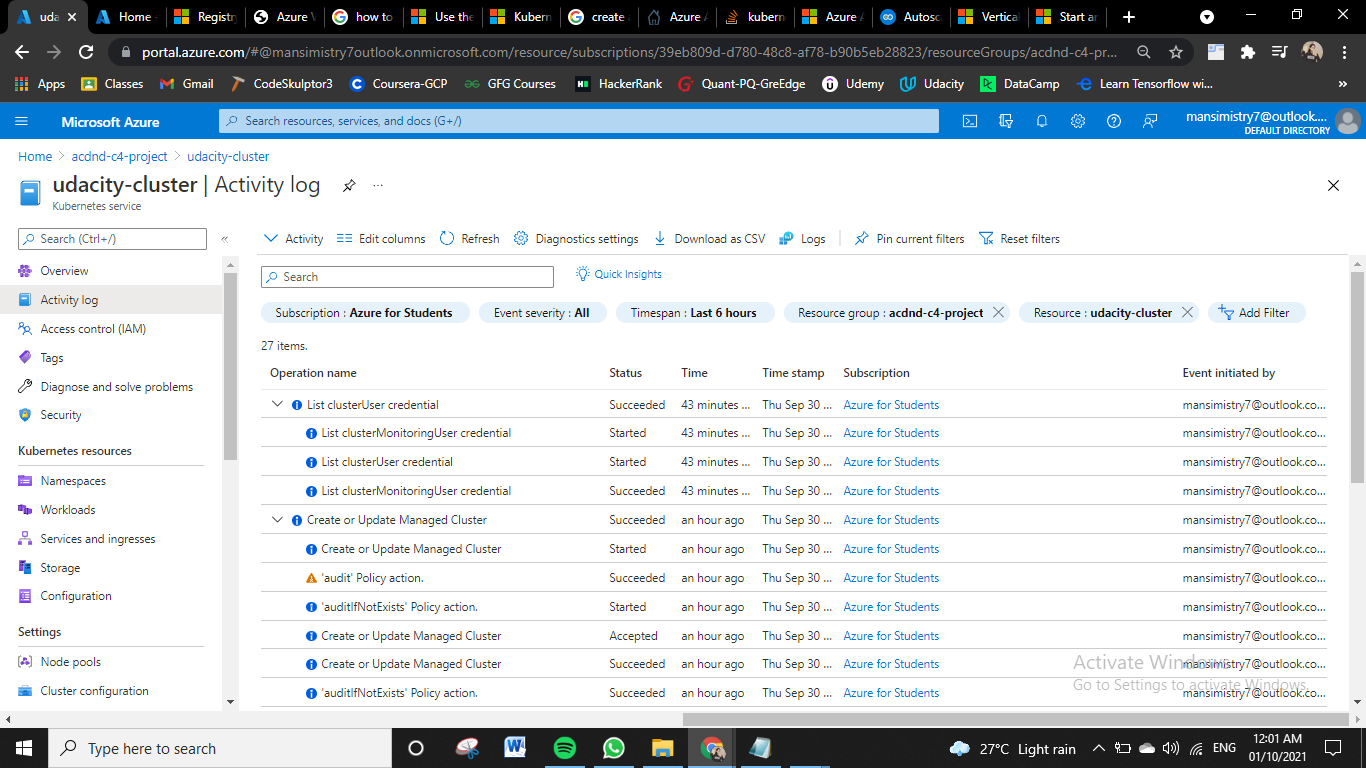 uda
Home -
Registry
Azure V
how to
Use the
Kubern
create
Azure A
kubern
Azure A
Autosc
Vertical
Start an
portal.azure.com/#@mansimistry7outlook.onmicrosoft.com/resource/subscriptions/39eb809d-d780-48c8-af78-b90b5eb28823/resourceGroups/acdnd-c4-pr...
Apps
Classes
Gmail
CodeSkulptor3
Coursera-GCP
GFG Courses
HackerRank
Quant-PQ-GreEdge
Udemy
Udacity
DataCamp
Learn Tensorflow wi...
Microsoft Azure
Search resources, services, and docs (G+/)
mansimistry7@outlook....
DEFAULT DIRECTORY
Home > acdnd-c4-project > udacity-cluster
udacity-cluster | Activity log
Kubernetes service
Search (Ctrl+/)
Overview
Activity log
Access control (IAM)
Tags
Diagnose and solve problems
Security
Kubernetes resources
Namespaces
Workloads
Services and ingresses
Storage
Configuration
Settings
Node pools
Cluster configuration
Activity Edit columns Refresh Diagnostics settings Download as CSV Logs Pin current filters Reset filters
Search
Quick Insights
Subscription : Azure for Students Event severity : All Timespan : Last 6 hours Resource group : acdnd-c4-project Resource : udacity-cluster Add Filter
27 items.
Operation name Status Time Time stamp Subscription Event initiated by
List clusterUser credential Succeeded 43 minutes ... Thu Sep 30 ... Azure for Students mansimistry7@outlook.co...
List clusterMonitoringUser credential Started 43 minutes ... Thu Sep 30 ... Azure for Students mansimistry7@outlook.co...
List clusterUser credential Started 43 minutes ... Thu Sep 30 ... Azure for Students mansimistry7@outlook.co...
List clusterMonitoringUser credential Succeeded 43 minutes ... Thu Sep 30 ... Azure for Students mansimistry7@outlook.co...
Create or Update Managed Cluster Succeeded an hour ago Thu Sep 30 ... Azure for Students mansimistry7@outlook.co...
Create or Update Managed Cluster Started an hour ago Thu Sep 30 ... Azure for Students mansimistry7@outlook.co...
'audit' Policy action. Succeeded an hour ago Thu Sep 30 ... Azure for Students mansimistry7@outlook.co...
'auditIfNotExists' Policy action. Started an hour ago Thu Sep 30 ... Azure for Students mansimistry7@outlook.co...
Create or Update Managed Cluster Accepted an hour ago Thu Sep 30 ... Azure for Students mansimistry7@outlook.co...
Create or Update Managed Cluster Succeeded an hour ago Thu Sep 30 ... Azure for Students mansimistry7@outlook.co...
'auditIfNotExists' Policy action. Succeeded an hour ago Thu Sep 30 ... Azure for Students mansimistry7@outlook.co...
Activate Windows
Go to Settings to activate Windows.
Type here to search
27°C Light rain
ENG
12:01 AM
01/10/2021